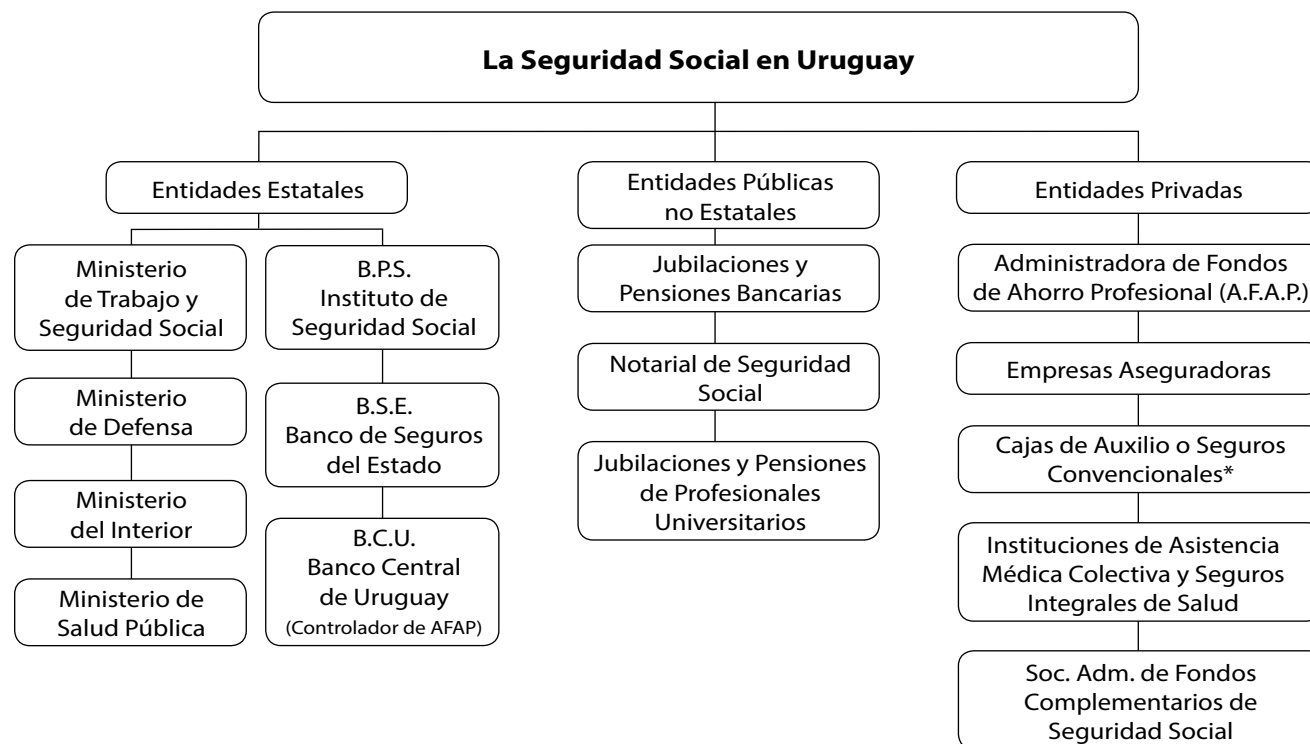 La Seguridad Social en Uruguay
Entidades Estatales
Ministerio
de Trabajo y
Seguridad Social
Ministerio
de Defensa
Ministerio
del Interior
Ministerio de
Salud Pública
B.P.S.
Instituto de
Seguridad Social
B.S.E.
Banco de Seguros
del Estado
B.C.U.
Banco Central
de Uruguay
(Controlador de AFAP)
Entidades Públicas
no Estatales
Jubilaciones y
Pensiones Bancarias
Notarial de Seguridad
Social
Jubilaciones y Pensiones
de Profesionales
Universitarios
Entidades Privadas
Administradora de Fondos
de Ahorro Profesional (A.F.A.P.)
Empresas Aseguradoras
Cajas de Auxilio o Seguros
Convencionales*
Instituciones de Asistencia
Médica Colectiva y Seguros
Integrales de Salud
Soc. Adm. de Fondos
Complementarios de
Seguridad Social